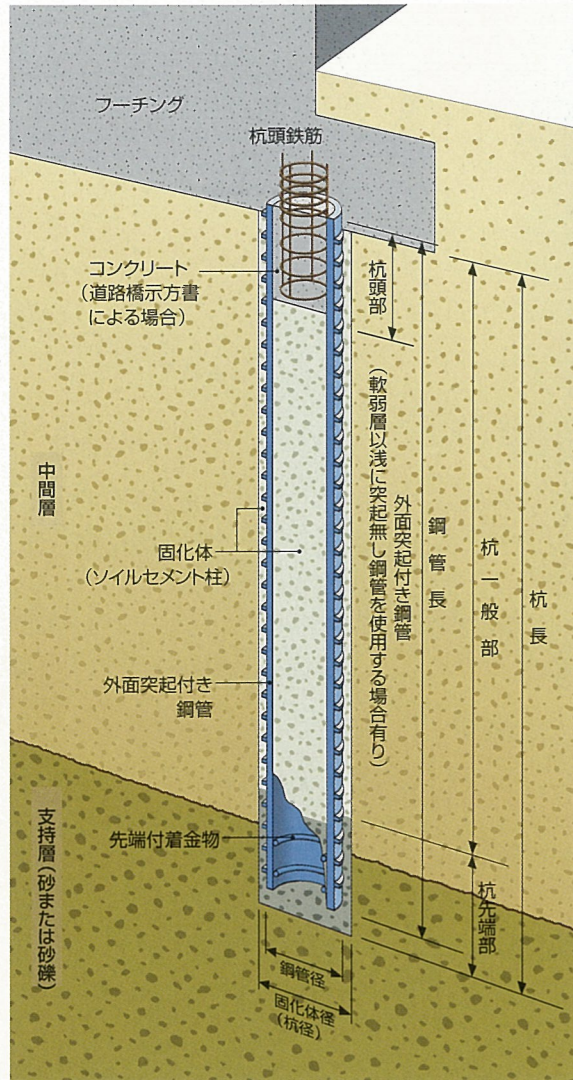 フーチング
杭頭鉄筋
コンクリート
(道路橋示方書
による場合)
杭頭部
中間層
固化体
(ソイルセメント柱)
外面突起付き鋼管
(軟弱層以浅に突起無し鋼管を使用する場合有り)
鋼管長
杭一般部
杭長
外面突起付き
鋼管
先端付着金物
支持層(砂または砂礫)
杭先端部
鋼管径
固化体径
(杭径)